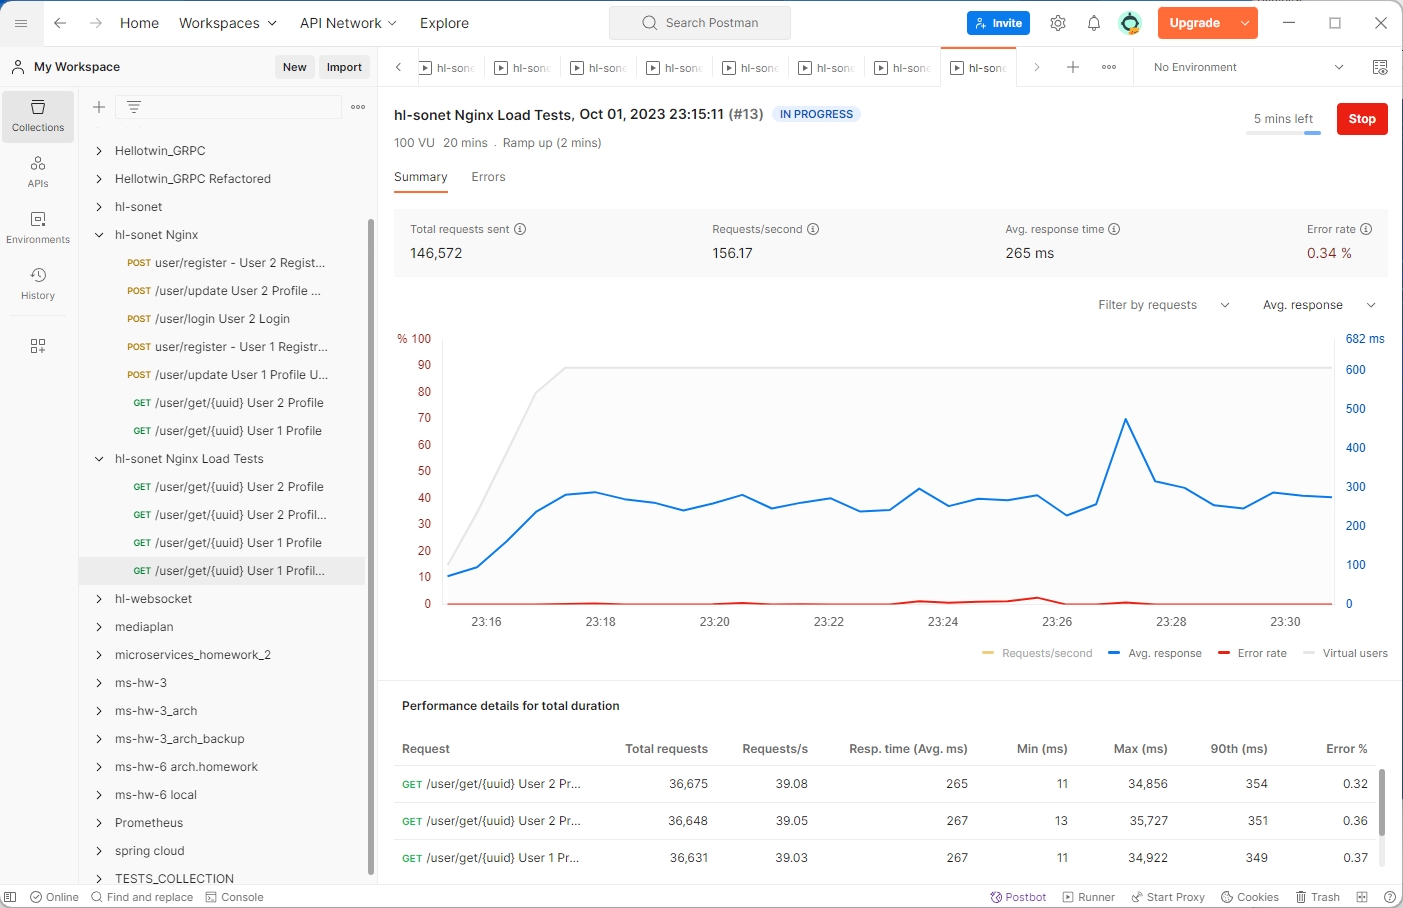 Home Workspaces API Network Explore Search Postman Invite Upgrade
My Workspace New Import hl-sone hl-sone hl-sone hl-sone hl-sone hl-sone hl-sone hl-sone No Environment
Collections
APIs
Environments
History
Hellotwin_GRPC
Hellotwin_GRPC Refactored
hl-sonet
hl-sonet Nginx
POST user/register - User 2 Regist...
POST /user/update User 2 Profile ...
POST /user/login User 2 Login
POST user/register - User 1 Registr...
POST /user/update User 1 Profile U...
GET /user/get/{uuid} User 2 Profile
GET /user/get/{uuid} User 1 Profile
hl-sonet Nginx Load Tests
GET /user/get/{uuid} User 2 Profile
GET /user/get/{uuid} User 2 Profil...
GET /user/get/{uuid} User 1 Profile
GET /user/get/{uuid} User 1 Profil...
hl-websocket
mediaplan
microservices_homework_2
ms-hw-3
ms-hw-3_arch
ms-hw-3_arch_backup
ms-hw-6 arch.homework
ms-hw-6 local
Prometheus
spring cloud
TESTS_COLLECTION
hl-sonet Nginx Load Tests, Oct 01, 2023 23:15:11 (#13) IN PROGRESS
5 mins left Stop
100 VU 20 mins . Ramp up (2 mins)
Summary Errors
Total requests sent Requests/second Avg. response time Error rate
146,572 156.17 265 ms 0.34 %
Filter by requests Avg. response
% 100
90
80
70
60
50
40
30
20
10
0
682 ms
600
500
400
300
200
100
0
23:16 23:18 23:20 23:22 23:24 23:26 23:28 23:30
Requests/second Avg. response Error rate Virtual users
Performance details for total duration
Request Total requests Requests/s Resp. time (Avg. ms) Min (ms) Max (ms) 90th (ms) Error %
GET /user/get/{uuid} User 2 Pr... 36,675 39.08 265 11 34,856 354 0.32
GET /user/get/{uuid} User 2 Pr... 36,648 39.05 267 13 35,727 351 0.36
GET /user/get/{uuid} User 1 Pr... 36,631 39.03 267 11 34,922 349 0.37
Online Find and replace Console Postbot Runner Start Proxy Cookies Trash